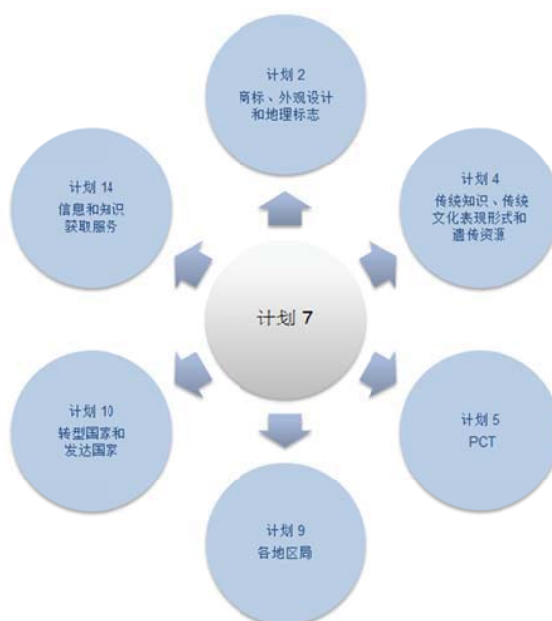 计划 2
商标、外观设计
和地理标志
计划 14
信息和知识
获取服务
计划 4
传统知识、传统
文化表现形式和
遗传资源
计划 7
计划 10
转型国家和
发达国家
计划 5
PCT
计划 9
各地区局